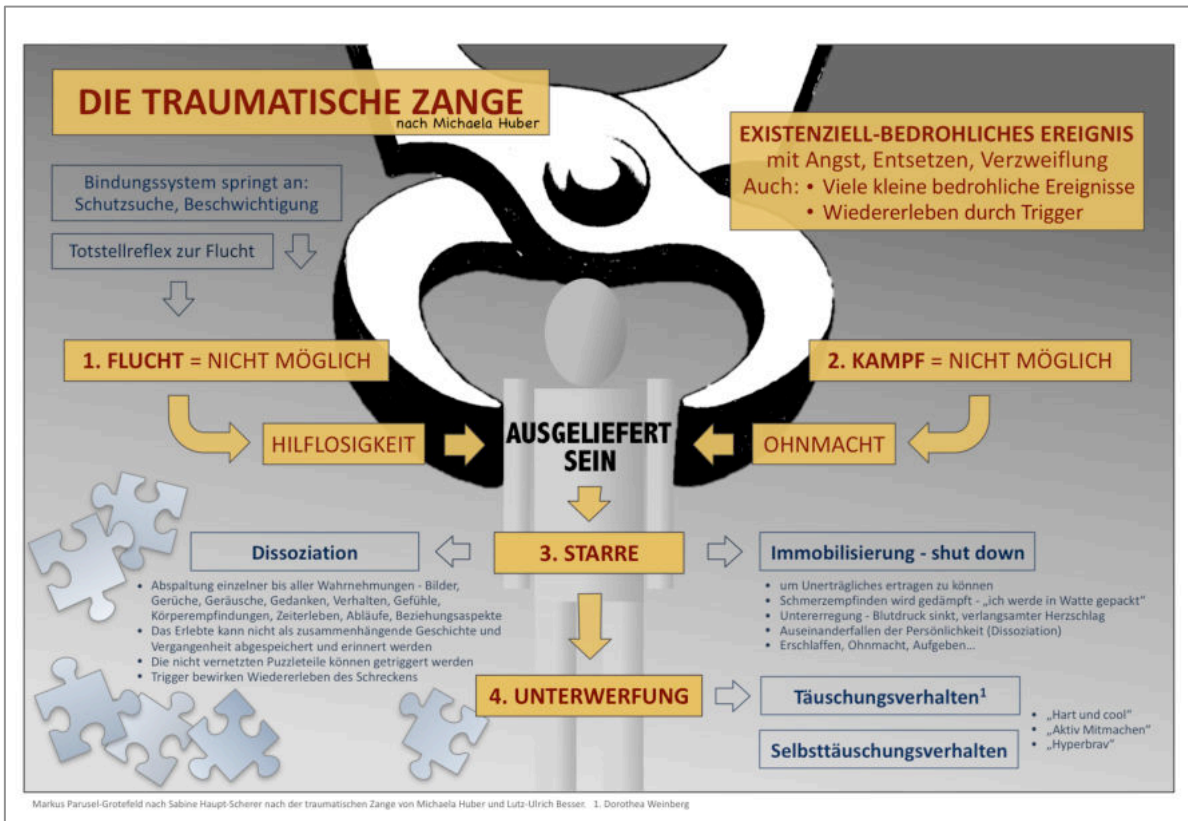 DIE TRAUMATISCHE ZANGE
nach Michaela Huber
EXISTENZIELL-BEDROHLICHES EREIGNIS
mit Angst, Entsetzen, Verzweiflung
Auch: • Viele kleine bedrohliche Ereignisse
• Wiedererleben durch Trigger
Bindungssystem springt an:
Schutzsuche, Beschwichtigung
Totstellreflex zur Flucht
1. FLUCHT = NICHT MÖGLICH
2. KAMPF = NICHT MÖGLICH
HILFLOSIGKEIT
AUSGELIEFERT
SEIN
OHNMACHT
3. STARRE
Dissoziation
• Abspaltung einzelner bis aller Wahrnehmungen - Bilder,
Gerüche, Geräusche, Gedanken, Verhalten, Gefühle,
Körperempfindungen, Zeiterleben, Abläufe, Beziehungsaspekte
• Das Erlebte kann nicht als zusammenhängende Geschichte und
Vergangenheit abgespeichert und erinnert werden
• Die nicht vernetzten Puzzleteile können getriggert werden
• Trigger bewirken Wiedererleben des Schreckens
Immobilisierung - shut down
• um Unerträgliches ertragen zu können
• Schmerzempfinden wird gedämpft - „ich werde in Watte gepackt“
• Untererregung - Blutdruck sinkt, verlangsamter Herzschlag
• Auseinanderfallen der Persönlichkeit (Dissoziation)
• Erschlaffen, Ohnmacht, Aufgeben...
4. UNTERWERFUNG
Täuschungsverhalten¹
Selbsttäuschungsverhalten
• „Hart und cool“
• „Aktiv Mitmachen“
• „Hyperbrav“
Markus Parusel-Grotefeld nach Sabine Haupt-Scherer nach der traumatischen Zange von Michaela Huber und Lutz-Ulrich Besser. 1. Dorothea Weinberg